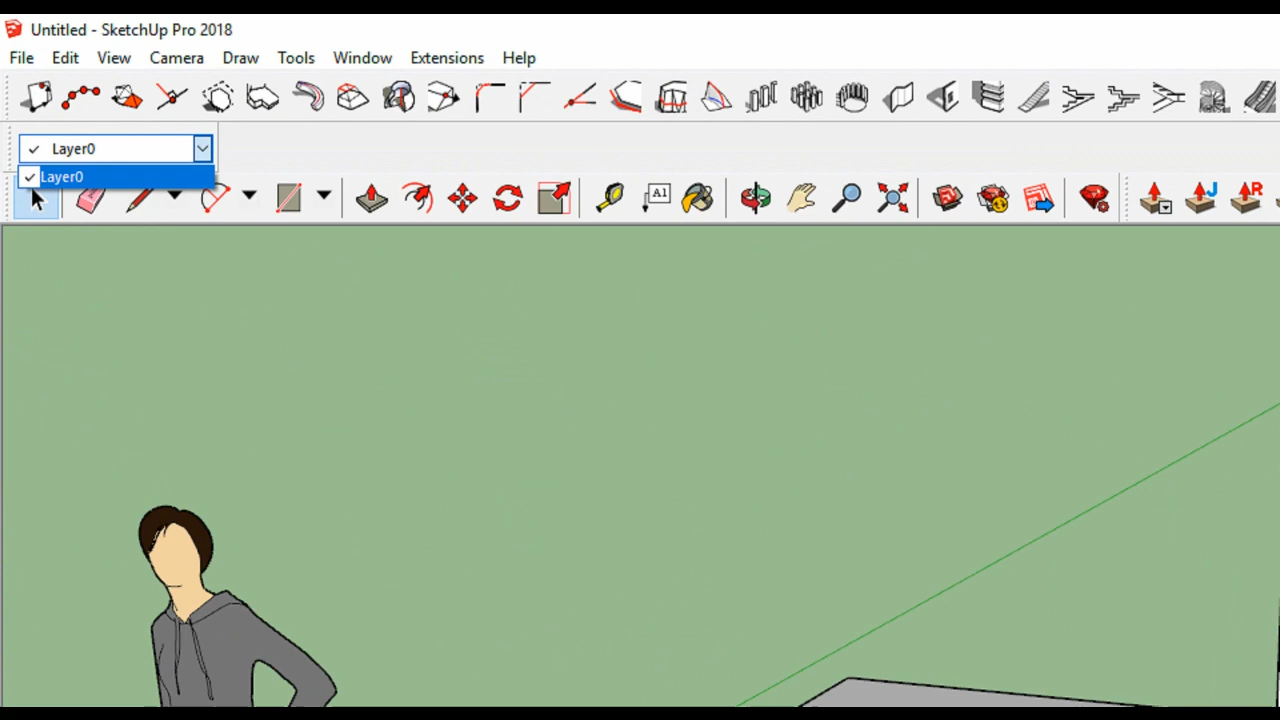 Untitled - SketchUp Pro 2018
File Edit View Camera Draw Tools Window Extensions Help
Layer0
Layer0
A1 J R